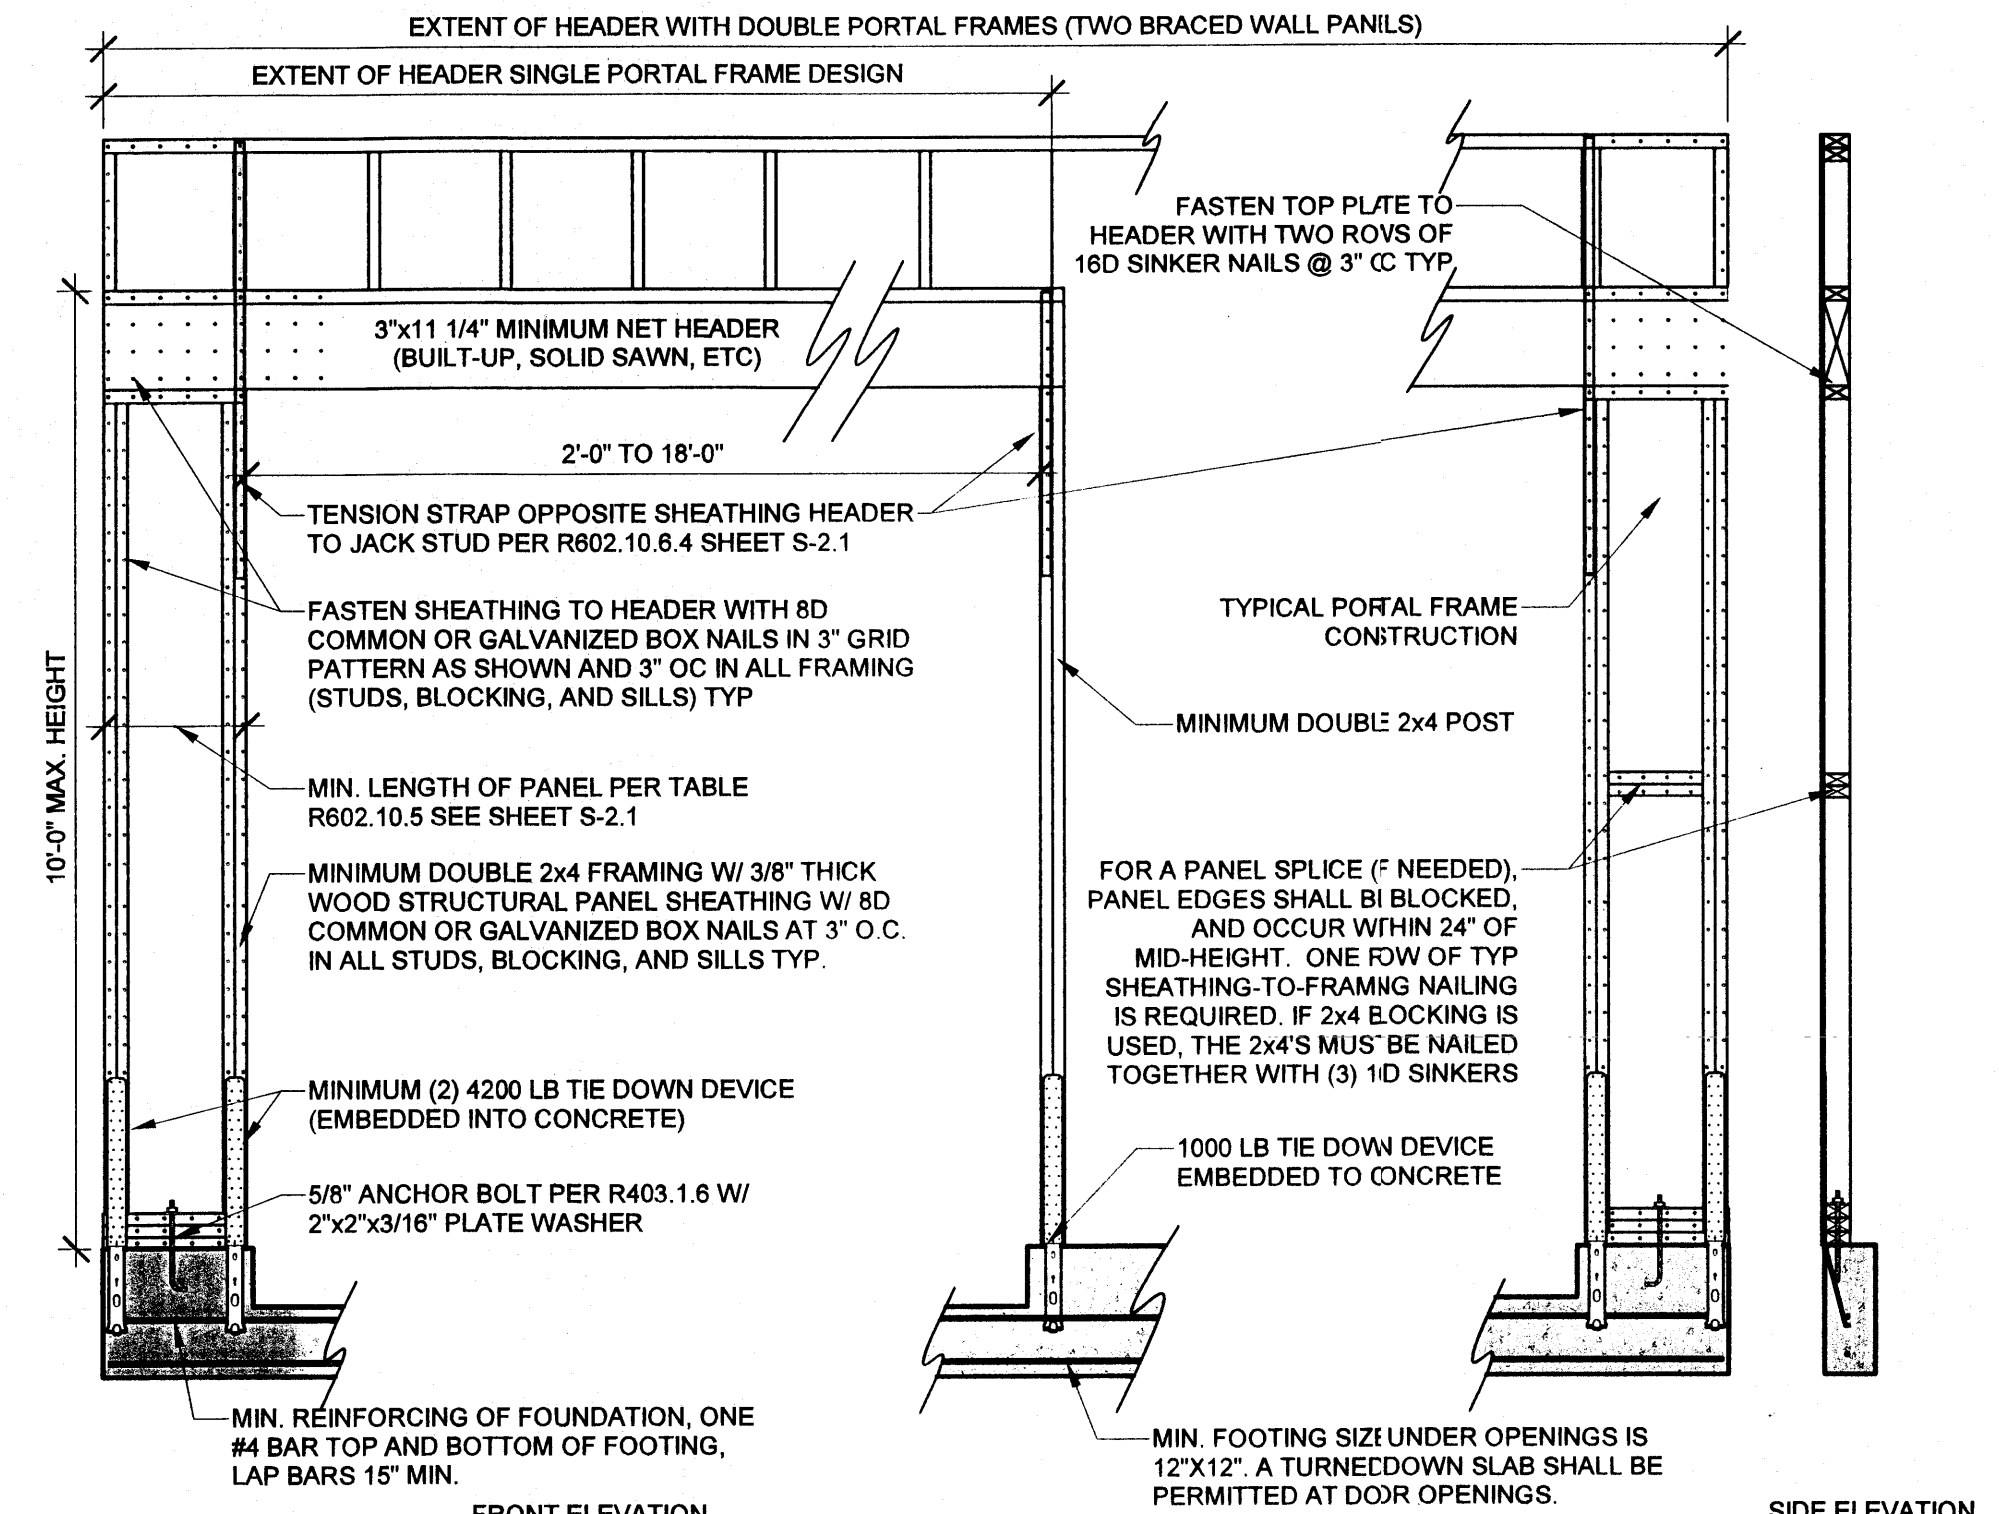 EXTENT OF HEADER WITH DOUBLE PORTAL FRAMES (TWO BRACED WALL PANELS)
EXTENT OF HEADER SINGLE PORTAL FRAME DESIGN
FASTEN TOP PLATE TO
HEADER WITH TWO ROWS OF
16D SINKER NAILS @ 3" OC TYP
3"x11 1/4" MINIMUM NET HEADER
(BUILT-UP, SOLID SAWN, ETC)
2'-0" TO 18'-0"
TENSION STRAP OPPOSITE SHEATHING HEADER
TO JACK STUD PER R602.10.6.4 SHEET S-2.1
FASTEN SHEATHING TO HEADER WITH 8D
COMMON OR GALVANIZED BOX NAILS IN 3" GRID
PATTERN AS SHOWN AND 3" OC IN ALL FRAMING
(STUDS, BLOCKING, AND SILLS) TYP
TYPICAL PORTAL FRAME
CONSTRUCTION
10'-0" MAX. HEIGHT
MINIMUM DOUBLE 2x4 POST
MIN. LENGTH OF PANEL PER TABLE
R602.10.5 SEE SHEET S-2.1
MINIMUM DOUBLE 2x4 FRAMING W/ 3/8" THICK
WOOD STRUCTURAL PANEL SHEATHING W/ 8D
COMMON OR GALVANIZED BOX NAILS AT 3" O.C.
IN ALL STUDS, BLOCKING, AND SILLS TYP.
FOR A PANEL SPLICE (IF NEEDED),
PANEL EDGES SHALL BE BLOCKED,
AND OCCUR WITHIN 24" OF
MID-HEIGHT. ONE ROW OF TYP
SHEATHING-TO-FRAMING NAILING
IS REQUIRED. IF 2x4 BLOCKING IS
USED, THE 2x4'S MUST BE NAILED
TOGETHER WITH (3) SINKERS
MINIMUM (2) 4200 LB TIE DOWN DEVICE
(EMBEDDED INTO CONCRETE)
1000 LB TIE DOWN DEVICE
EMBEDDED TO CONCRETE
5/8" ANCHOR BOLT PER R403.1.6 W/
2"x2"x3/16" PLATE WASHER
MIN. REINFORCING OF FOUNDATION, ONE
#4 BAR TOP AND BOTTOM OF FOOTING,
LAP BARS 15" MIN.
MIN. FOOTING SIZE UNDER OPENINGS IS
12"X12". A TURNED DOWN SLAB SHALL BE
PERMITTED AT DOOR OPENINGS.
FRONT ELEVATION
SIDE ELEVATION